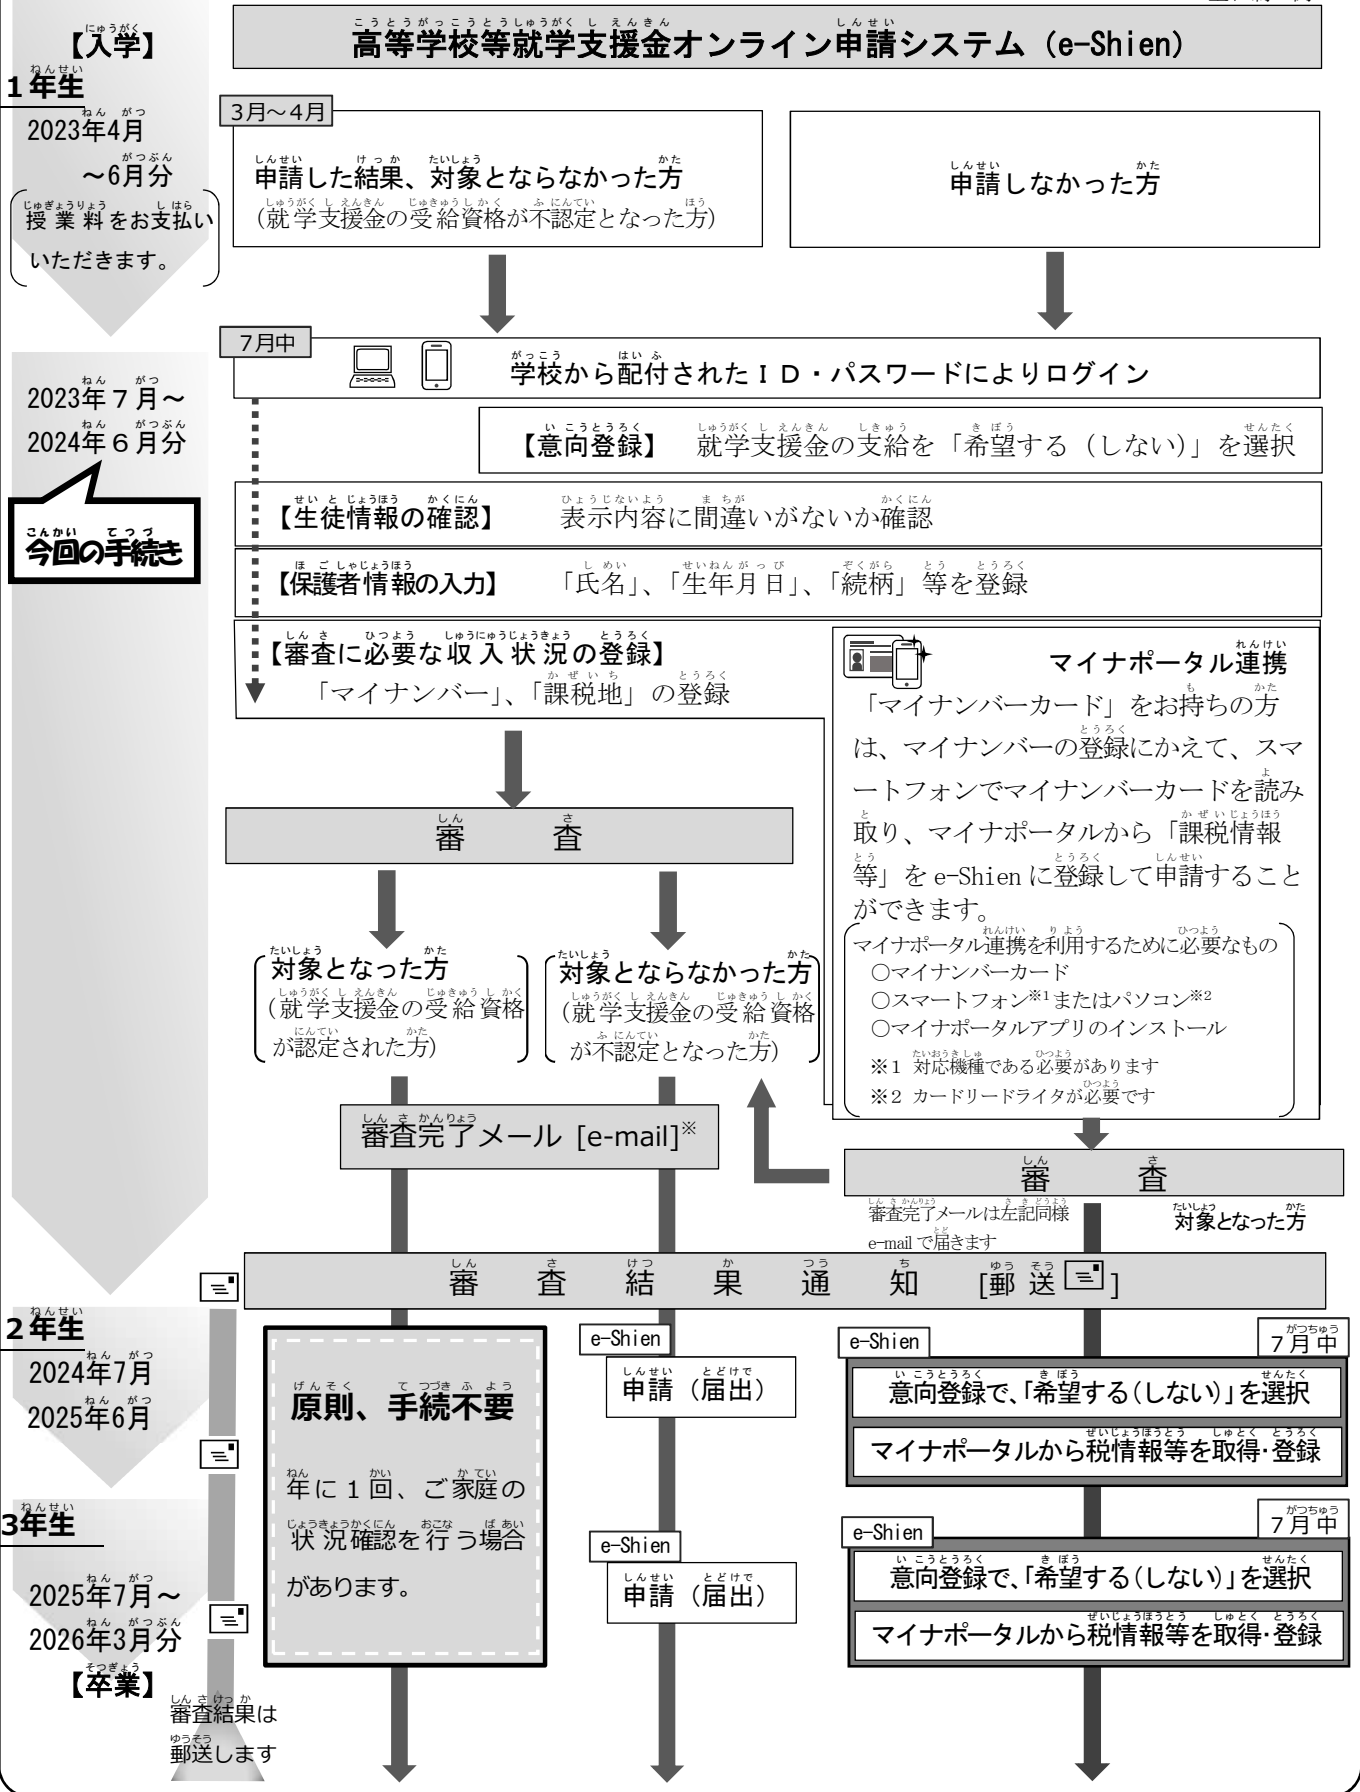 高等学校等就学支援金オンライン申請システム (e-Shien)
【入学】
1年生
2023年4月
～6月分
授業料をお支払い
いただきます。
3月～4月
申請した結果、対象とならなかった方
（就学支援金の受給資格が不認定となった方）
申請しなかった方
7月中
学校から配付されたＩＤ・パスワードによりログイン
2023年７月～
2024年６月分
今回の手続き
【意向登録】 就学支援金の支給を「希望する（しない）」を選択
【生徒情報の確認】 表示内容に間違いがないか確認
【保護者情報の入力】 「氏名」、「生年月日」、「続柄」等を登録
【審査に必要な収入状況の登録】
「マイナンバー」、「課税地」の登録
マイナポータル連携
「マイナンバーカード」をお持ちの方
は、マイナンバーの登録にかえて、スマ
ートフォンでマイナンバーカードを読み
取り、マイナポータルから「課税情報
等」を e-Shien に登録して申請すること
ができます。
マイナポータル連携を利用するために必要なもの
○マイナンバーカード
○スマートフォン※1またはパソコン※2
○マイナポータルアプリのインストール
※1 対応機種である必要があります
※2 カードリードライタが必要です
審査
対象となった方
（就学支援金の受給資格
が認定された方）
対象とならなかった方
（就学支援金の受給資格
が不認定となった方）
審査完了メール [e-mail]※
審査
審査完了メールは左記同様
e-mail で届きます
対象となった方
審査結果通知 [郵送]
2年生
2024年7月
2025年6月
原則、手続不要
年に1回、ご家庭の
状況確認を行う場合
があります。
e-Shien
申請（届出）
e-Shien
7月中
意向登録で、「希望する(しない)」を選択
マイナポータルから税情報等を取得・登録
3年生
2025年7月～
2026年3月分
【卒業】
e-Shien
申請（届出）
e-Shien
7月中
意向登録で、「希望する(しない)」を選択
マイナポータルから税情報等を取得・登録
審査結果は
郵送します